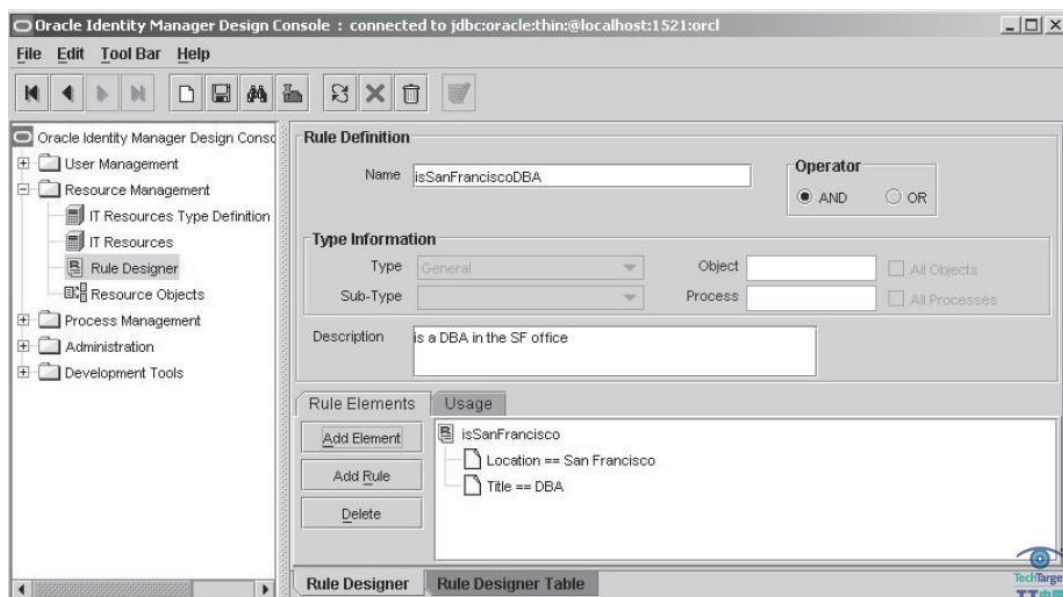 Oracle Identity Manager Design Console : connected to jdbc:oracle:thin:@localhost:1521:orcl
File Edit Tool Bar Help
Oracle Identity Manager Design Conso
User Management
Resource Management
IT Resources Type Definition
IT Resources
Rule Designer
Resource Objects
Process Management
Administration
Development Tools
Rule Definition
Name isSanFranciscoDBA
Operator
AND OR
Type Information
Type General Object All Objects
Sub-Type Process All Processes
Description is a DBA in the SF office
Rule Elements Usage
Add Element
Add Rule
Delete
isSanFrancisco
Location == San Francisco
Title == DBA
Rule Designer Rule Designer Table
TechTarge